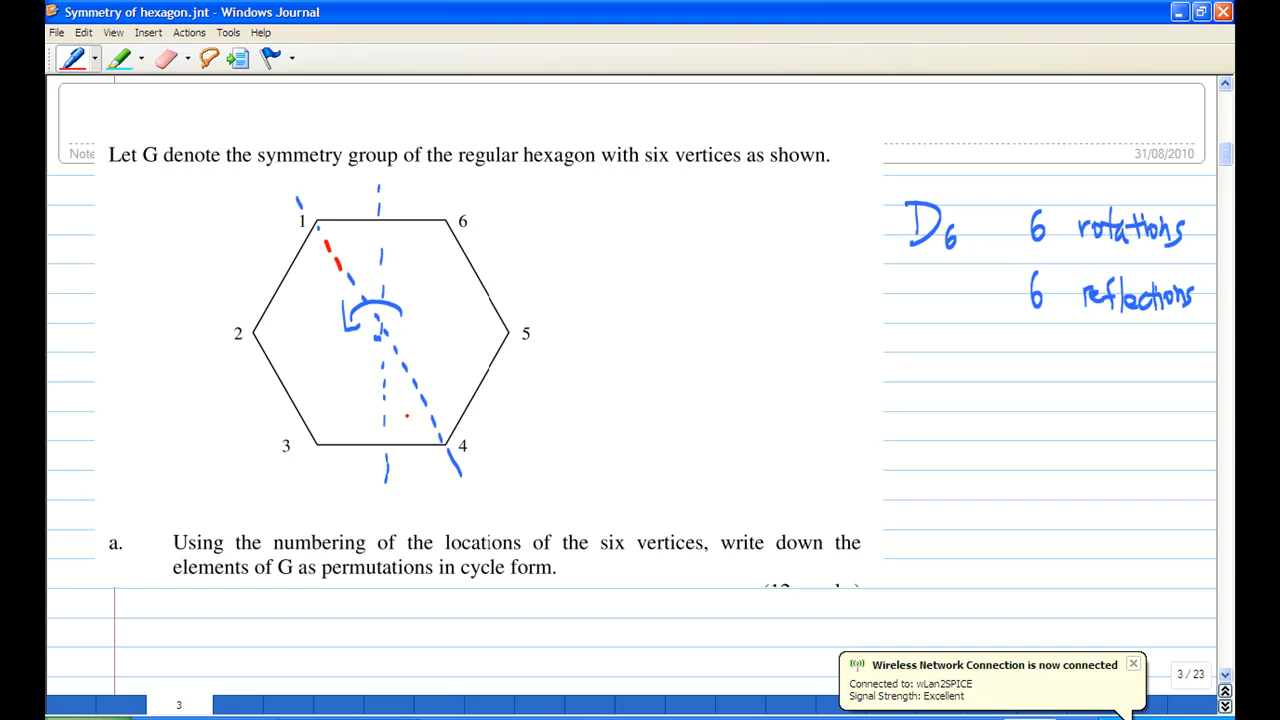 Symmetry of hexagon.jnt - Windows Journal
File Edit View Insert Actions Tools Help
Note
31/08/2010
Let G denote the symmetry group of the regular hexagon with six vertices as shown.
1
6
2
5
3
4
D6 6 rotations
6 reflections
a. Using the numbering of the locations of the six vertices, write down the
elements of G as permutations in cycle form.
Wireless Network Connection is now connected
Connected to: wLan2SPICE
Signal Strength: Excellent
3 / 23
3